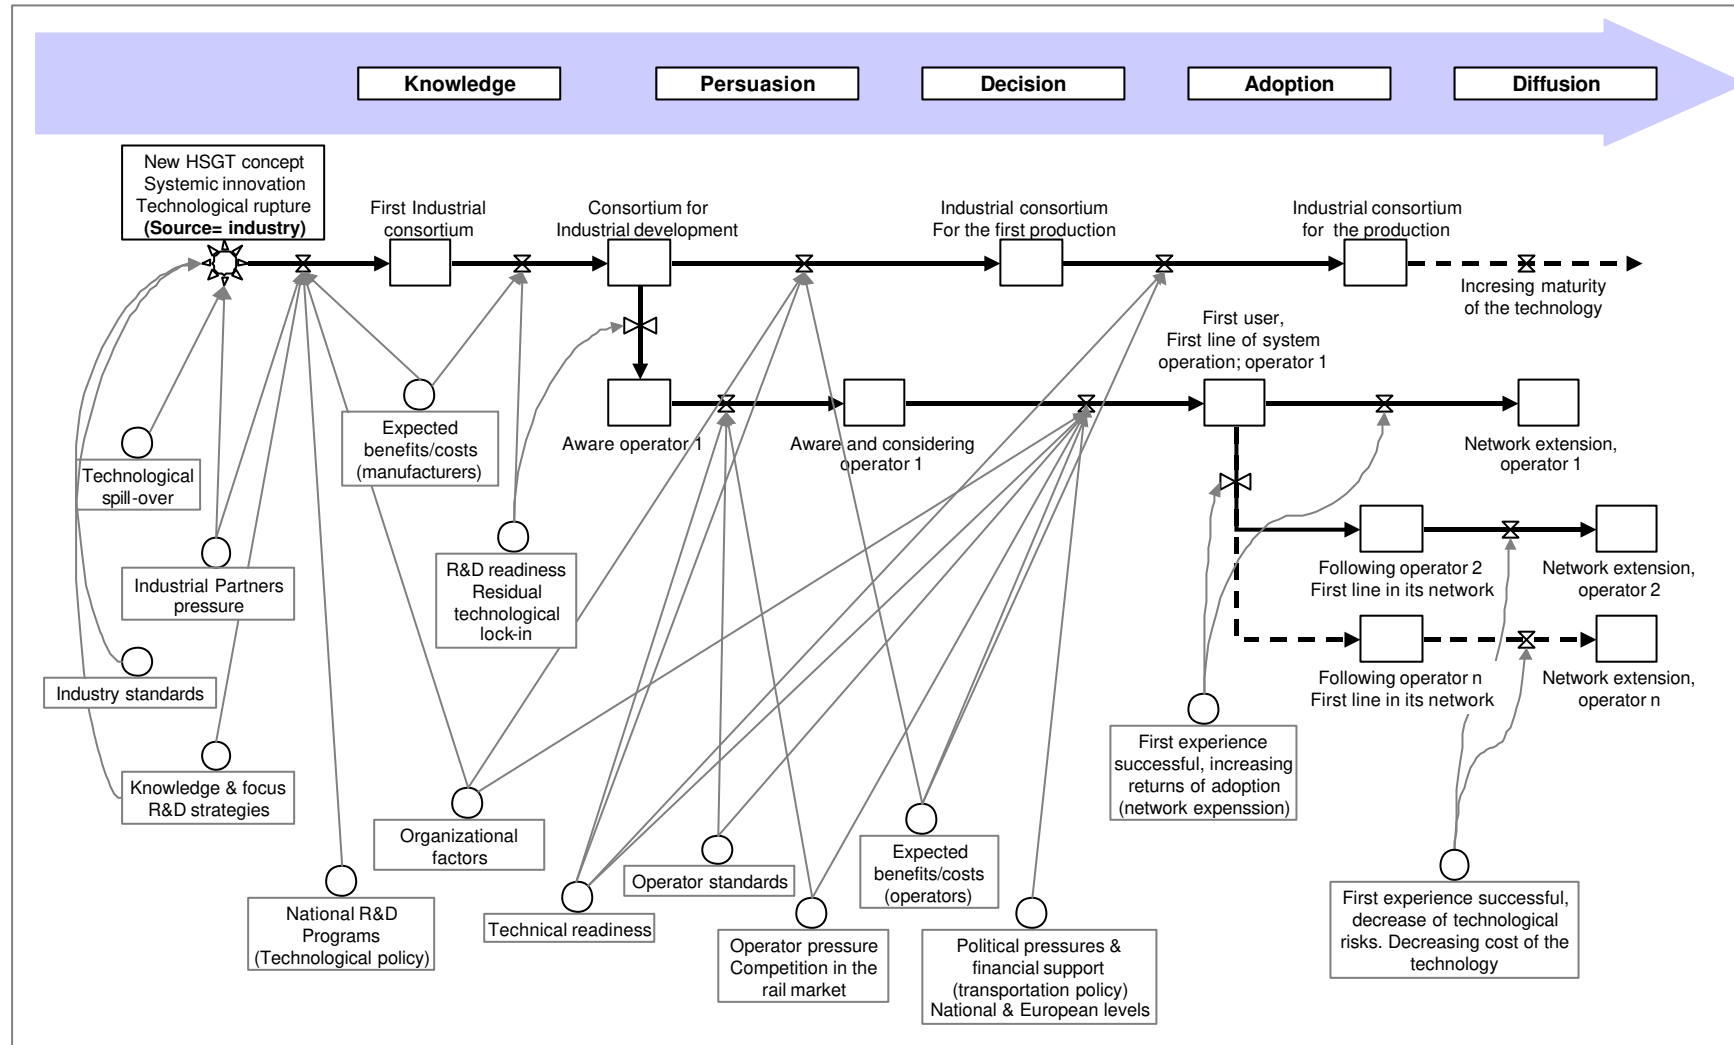 Knowledge
Persuasion
Decision
Adoption
Diffusion
New HSGT concept
Systemic innovation
Technological rupture
(Source= industry)
First Industrial
consortium
Consortium for
Industrial development
Industrial consortium
For the first production
Industrial consortium
for the production
Incresing maturity
of the technology
First user,
First line of system
operation; operator 1
Aware operator 1
Aware and considering
operator 1
Network extension,
operator 1
Expected
benefits/costs
(manufacturers)
Technological
spill-over
Industrial Partners
pressure
R&D readiness
Residual
technological
lock-in
Following operator 2
First line in its network
Network extension,
operator 2
Industry standards
Following operator n
First line in its network
Network extension,
operator n
Knowledge & focus
R&D strategies
Organizational
factors
First experience
successful, increasing
returns of adoption
(network expenssion)
National R&D
Programs
(Technological policy)
Technical readiness
Operator standards
Expected
benefits/costs
(operators)
Operator pressure
Competition in the
rail market
Political pressures &
financial support
(transportation policy)
National & European levels
First experience successful,
decrease of technological
risks. Decreasing cost of the
technology